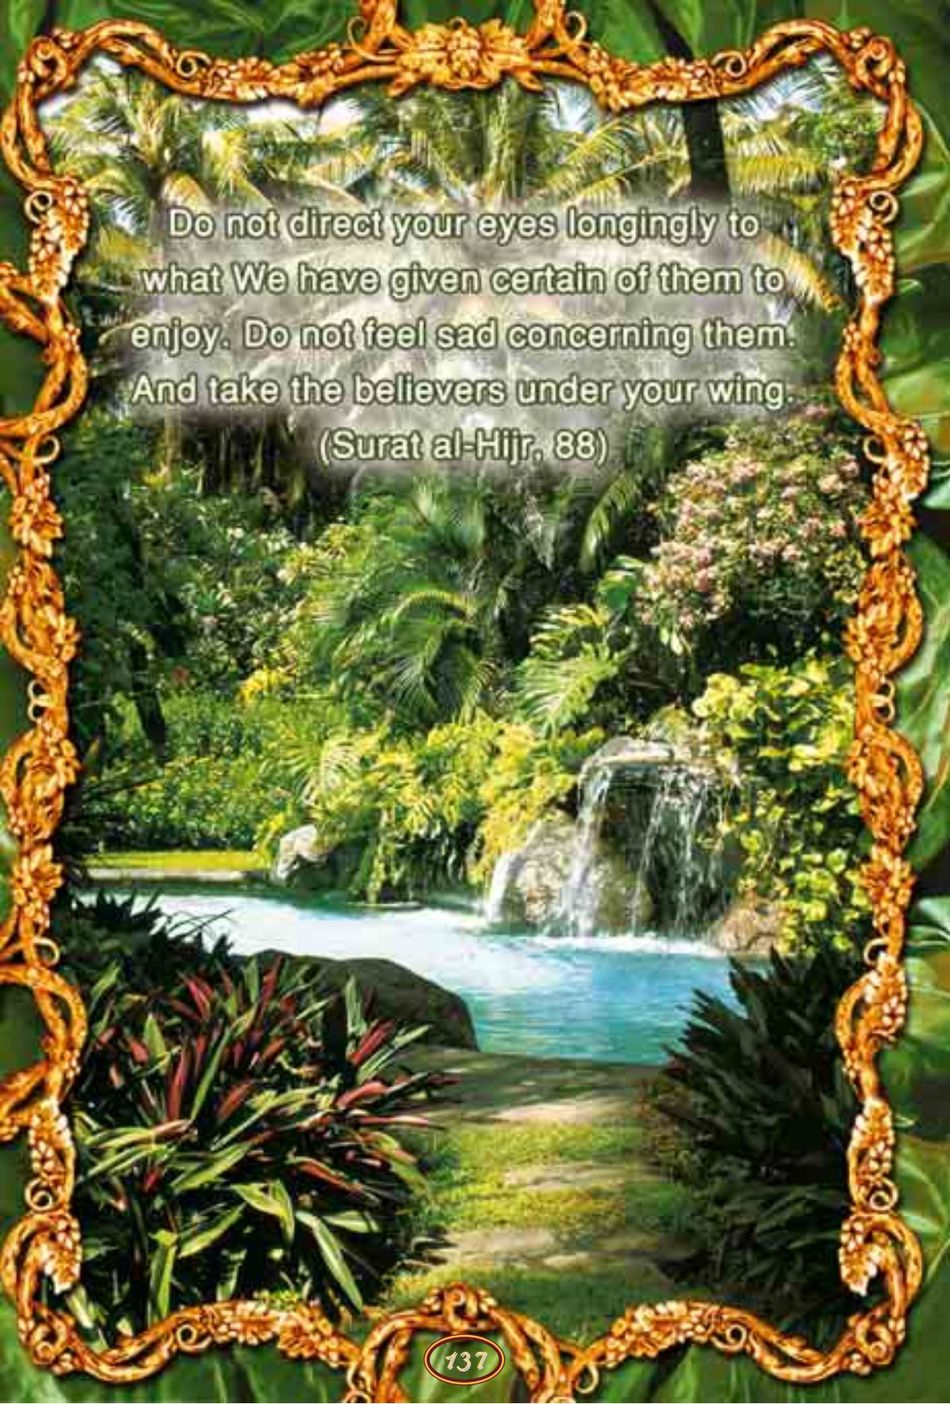 Do not direct your eyes longingly to
what We have given certain of them to
enjoy. Do not feel sad concerning them.
And take the believers under your wing.
(Surat al-Hijr, 88)
137